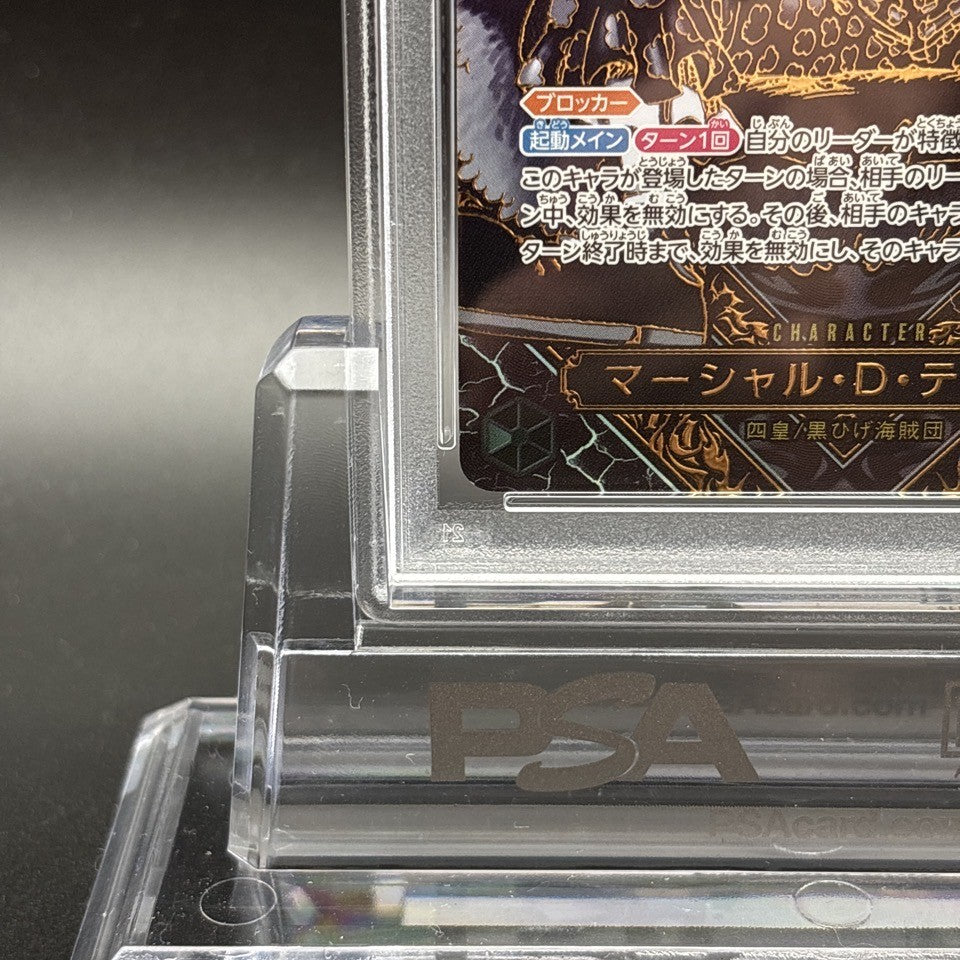 ブロッカー
起動メイン ターン1回 自分のリーダーが特徴
このキャラが登場したターンの場合、相手のリー
ン中、効果を無効にする。その後、相手のキャラ
ターン終了時まで、効果を無効にし、そのキャラ
CHARACTER
マーシャル・D・テ
四皇/黒ひげ海賊団
21
PSA
PSAcard.co